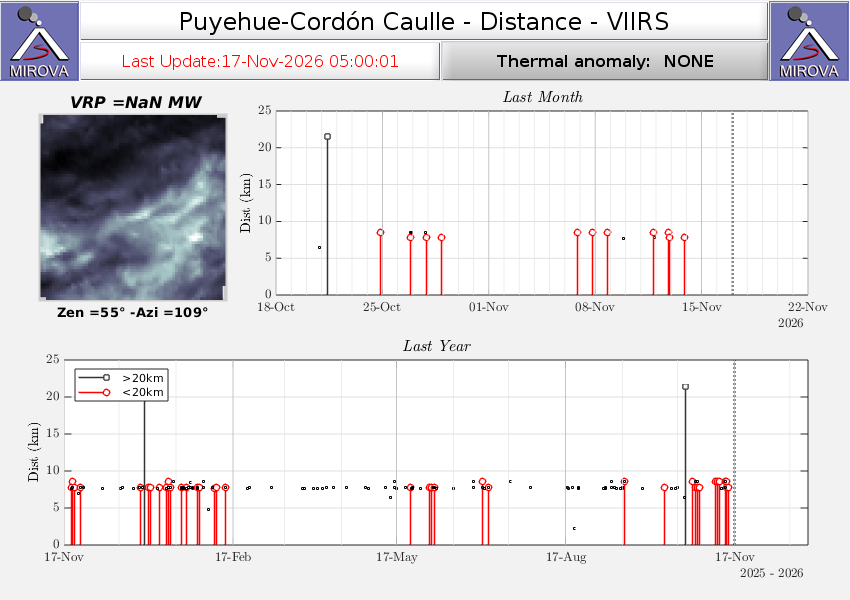 Puyehue-Cordón Caulle - Distance - VIIRS
MIROVA
Last Update:17-Nov-2026 05:00:01
Thermal anomaly: NONE
MIROVA
VRP =NaN MW
Zen =55° -Azi =109°
Last Month
Dist (km)
25
20
15
10
5
0
18-Oct 25-Oct 01-Nov 08-Nov 15-Nov 22-Nov
2026
Last Year
Dist (km)
25
20
15
10
5
0
>20km
<20km
17-Nov 17-Feb 17-May 17-Aug 17-Nov
2025 - 2026